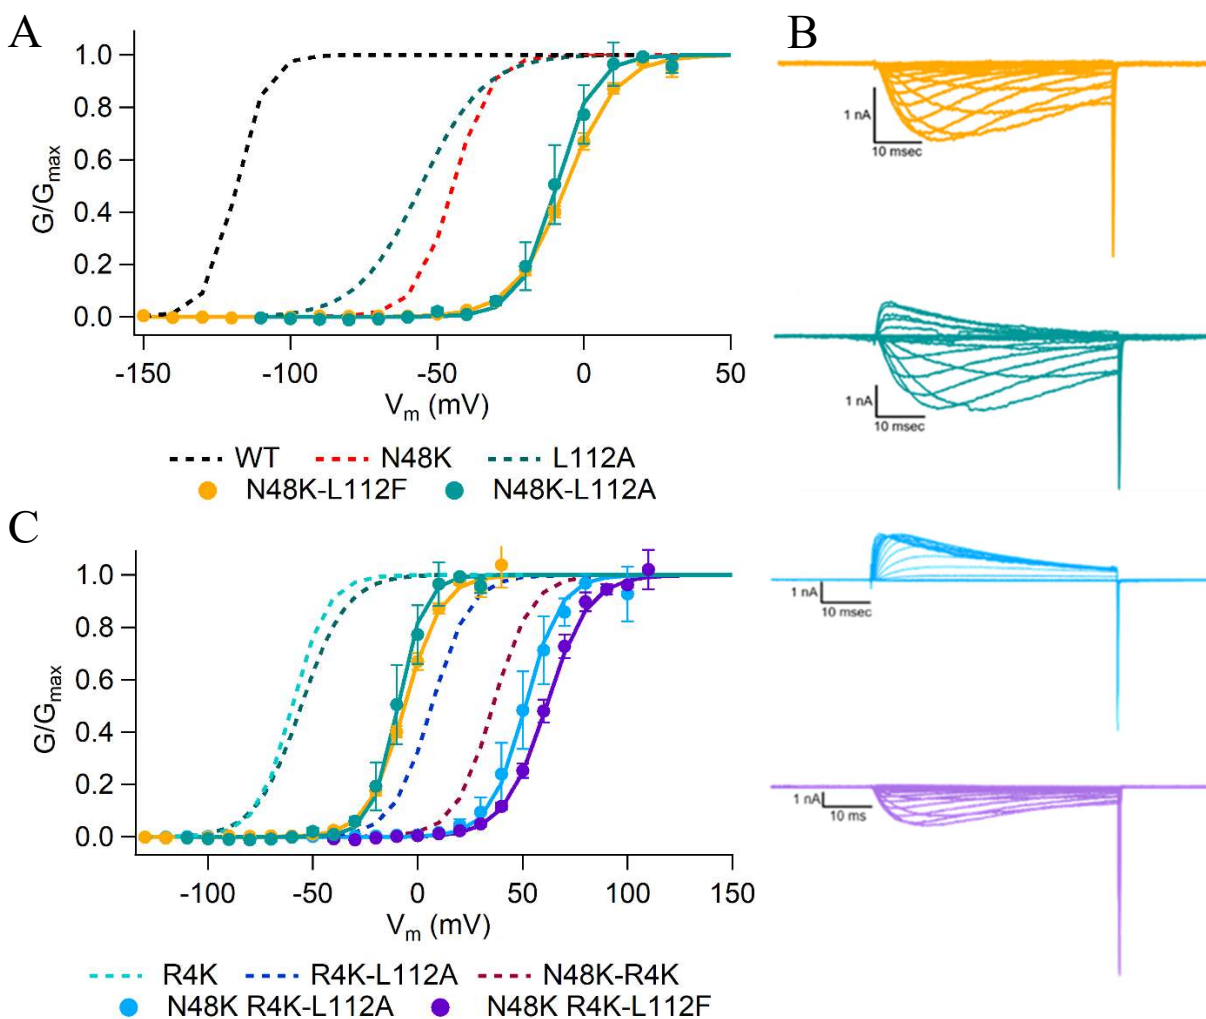 A
1.0
0.8
0.6
0.4
0.2
0.0
G/Gmax
-150
-100
-50
0
50
Vm (mV)
WT
N48K
L112A
N48K-L112F
N48K-L112A
B
1 nA
10 msec
1 nA
10 msec
1 nA
10 msec
1 nA
10 ms
C
1.0
0.8
0.6
0.4
0.2
0.0
G/Gmax
-100
-50
0
50
100
150
Vm (mV)
R4K
R4K-L112A
N48K-R4K
N48K R4K-L112A
N48K R4K-L112F